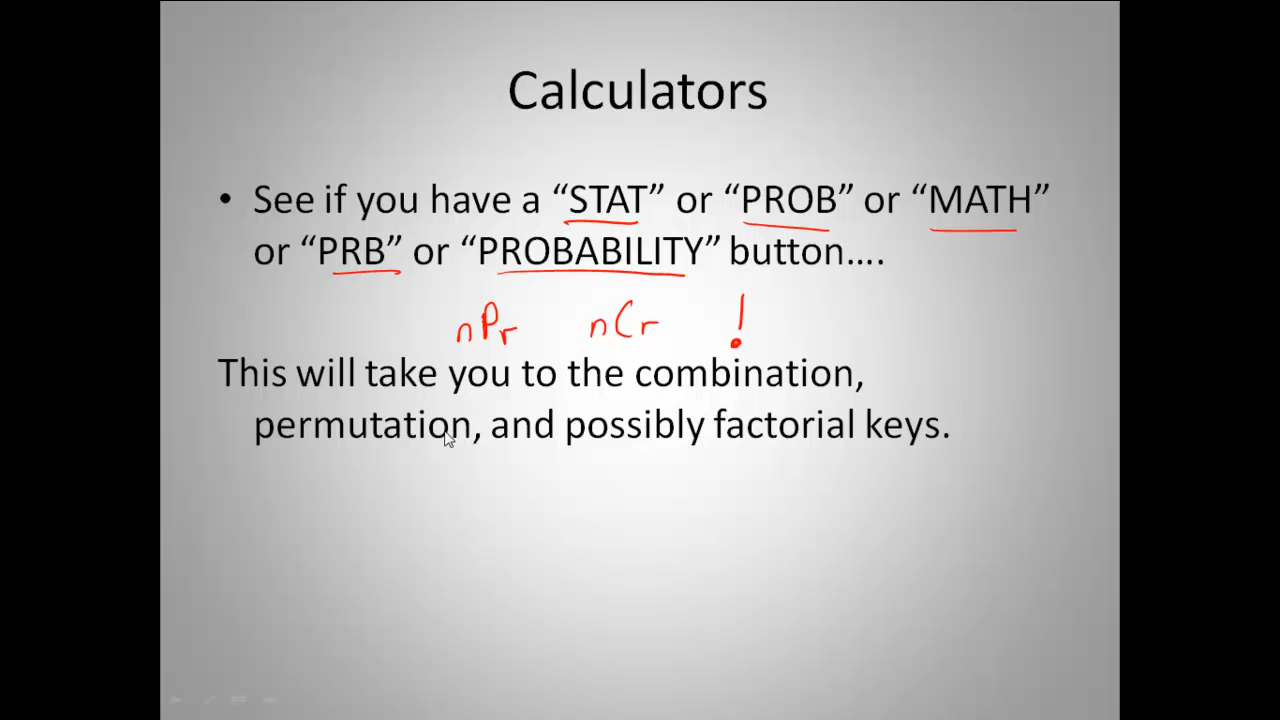 Calculators
• See if you have a “STAT” or “PROB” or “MATH”
or “PRB” or “PROBABILITY” button….
nPr nCr !
This will take you to the combination,
permutation, and possibly factorial keys.